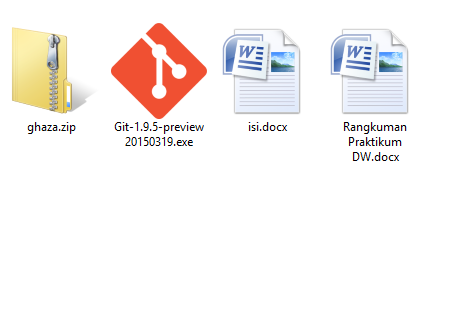 ghaza.zip
Git-1.9.5-preview
20150319.exe
isi.docx
Rangkuman
Praktikum
DW.docx